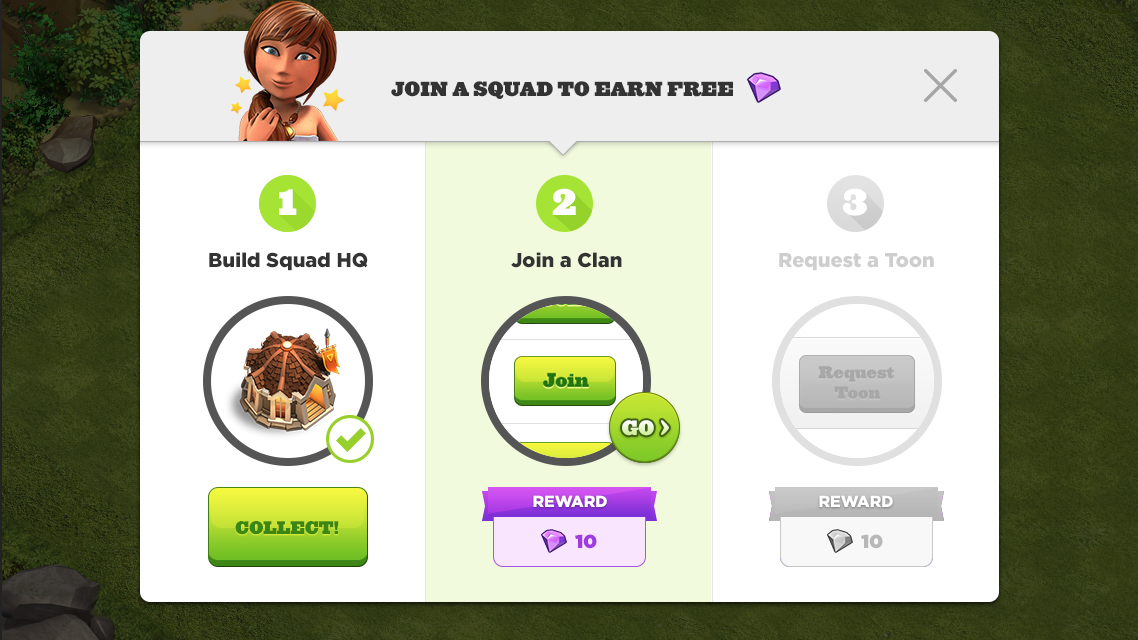 JOIN A SQUAD TO EARN FREE
1
Build Squad HQ
COLLECT!
2
Join a Clan
Join
GO >
REWARD
10
3
Request a Toon
Request
Toon
REWARD
10